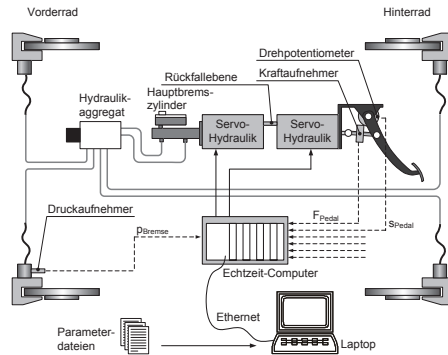 Vorderrad
Hinterrad
Drehpotentiometer
Kraftaufnehmer
Rückfallebene
Hauptbrems-
zylinder
Hydraulik-
aggregat
Servo-
Hydraulik
Servo-
Hydraulik
Druckaufnehmer
pBremse
FPedal
sPedal
Echtzeit-Computer
Ethernet
Parameter-
dateien
Laptop